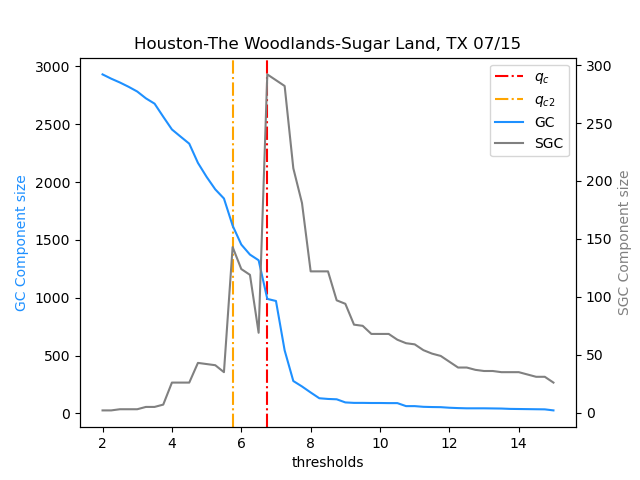 Houston-The Woodlands-Sugar Land, TX 07/15
GC Component size
3000
2500
2000
1500
1000
500
0
q_c
q_c2
GC
SGC
300
250
200
150
100
50
0
SGC Component size
2 4 6 8 10 12 14
thresholds